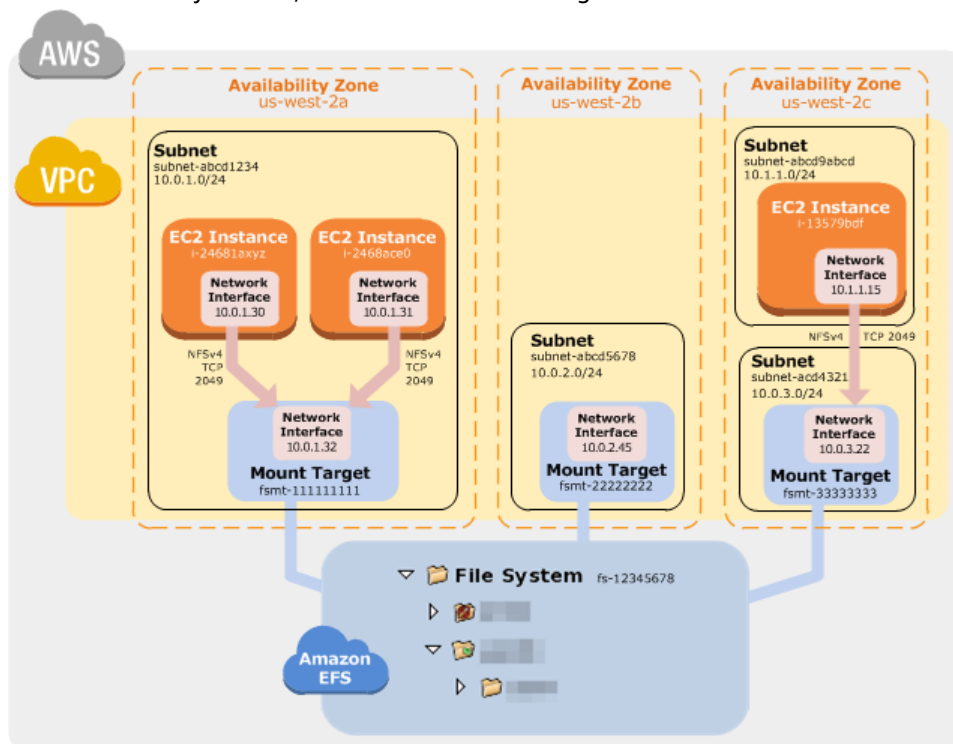 AWS
VPC
Availability Zone
us-west-2a
Subnet
subnet-abcd1234
10.0.1.0/24
EC2 Instance
i-24681axyz
Network
Interface
10.0.1.30
EC2 Instance
i-2468ace0
Network
Interface
10.0.1.31
NFSv4
TCP
2049
NFSv4
TCP
2049
Network
Interface
10.0.1.32
Mount Target
fsmt-111111111
Availability Zone
us-west-2b
Subnet
subnet-abcd5678
10.0.2.0/24
Network
Interface
10.0.2.45
Mount Target
fsmt-22222222
Availability Zone
us-west-2c
Subnet
subnet-abcd9abcd
10.1.1.0/24
EC2 Instance
i-13579bdf
Network
Interface
10.1.1.15
NFSv4 TCP 2049
Subnet
subnet-acd4321
10.0.3.0/24
Network
Interface
10.0.3.22
Mount Target
fsmt-33333333
File System fs-12345678
Amazon
EFS